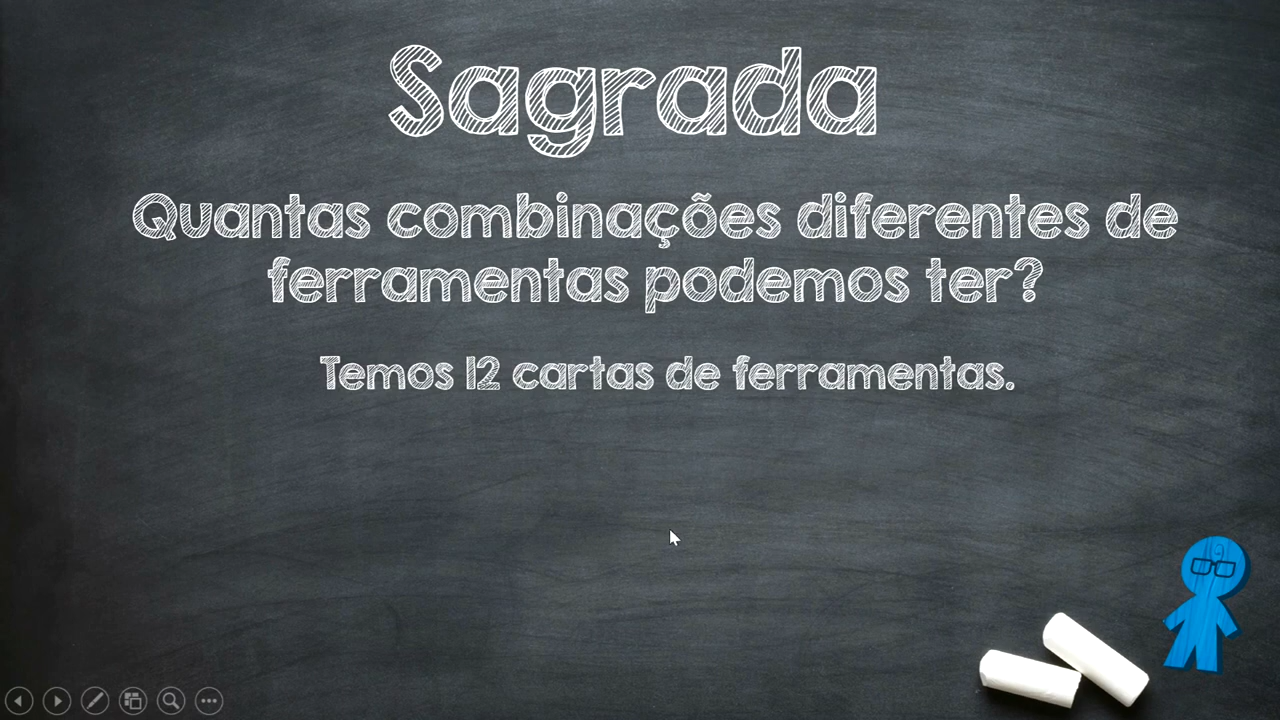 Sagrada
Quantas combinações diferentes de
ferramentas podemos ter?
Temos 12 cartas de ferramentas.